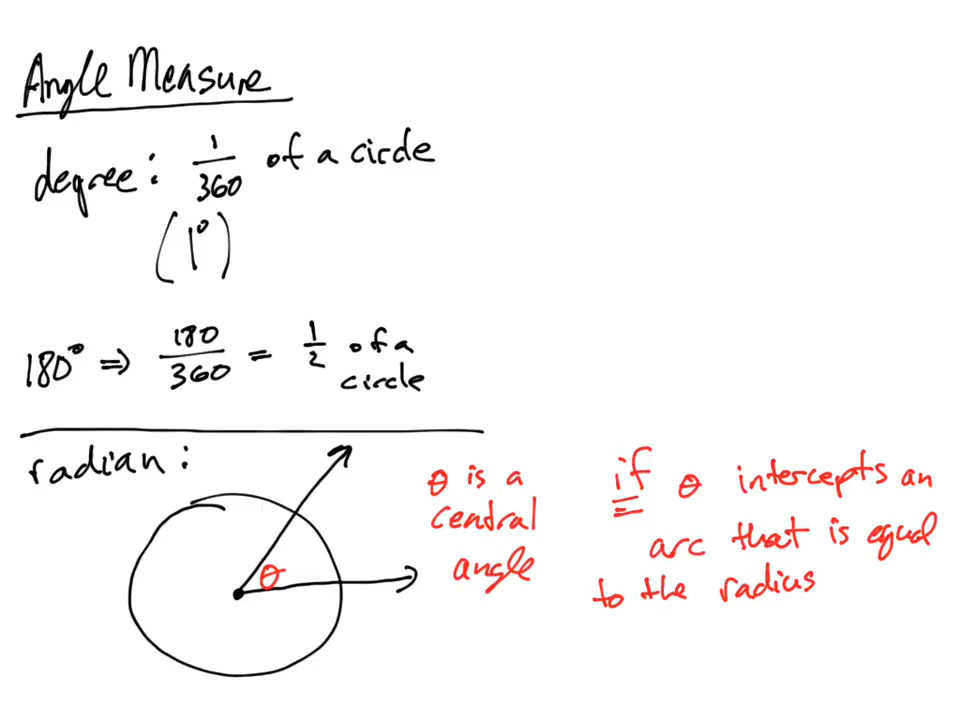 Angle Measure
degree: 1/360 of a circle
(1°)
180° ⇒ 180/360 = 1/2 of a
circle
radian:
θ is a
central
angle
θ
if θ intercepts an
arc that is equal
to the radius